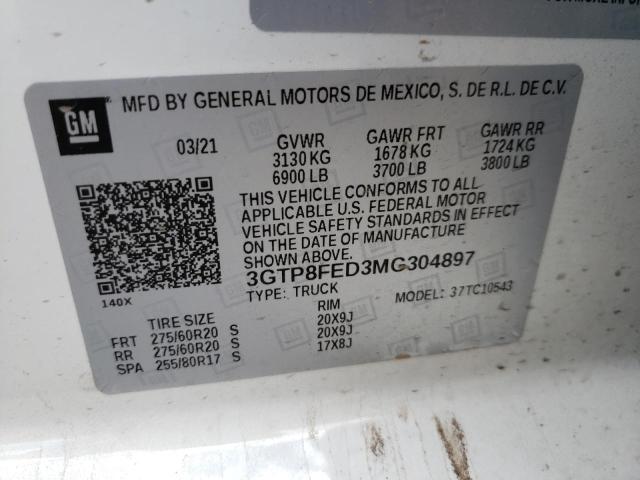 GM
MFD BY GENERAL MOTORS DE MEXICO, S. DE R.L. DE C.V.
03/21 GVWR GAWR FRT GAWR RR
3130 KG 1678 KG 1724 KG
6900 LB 3700 LB 3800 LB
THIS VEHICLE CONFORMS TO ALL
APPLICABLE U.S. FEDERAL MOTOR
VEHICLE SAFETY STANDARDS IN EFFECT
ON THE DATE OF MANUFACTURE
SHOWN ABOVE.
3GTP8FED3MG304897
140X
TYPE: TRUCK MODEL: 37TC10543
TIRE SIZE RIM
FRT 275/60R20 S 20X9J
RR 275/60R20 S 20X9J
SPA 255/80R17 S 17X8J